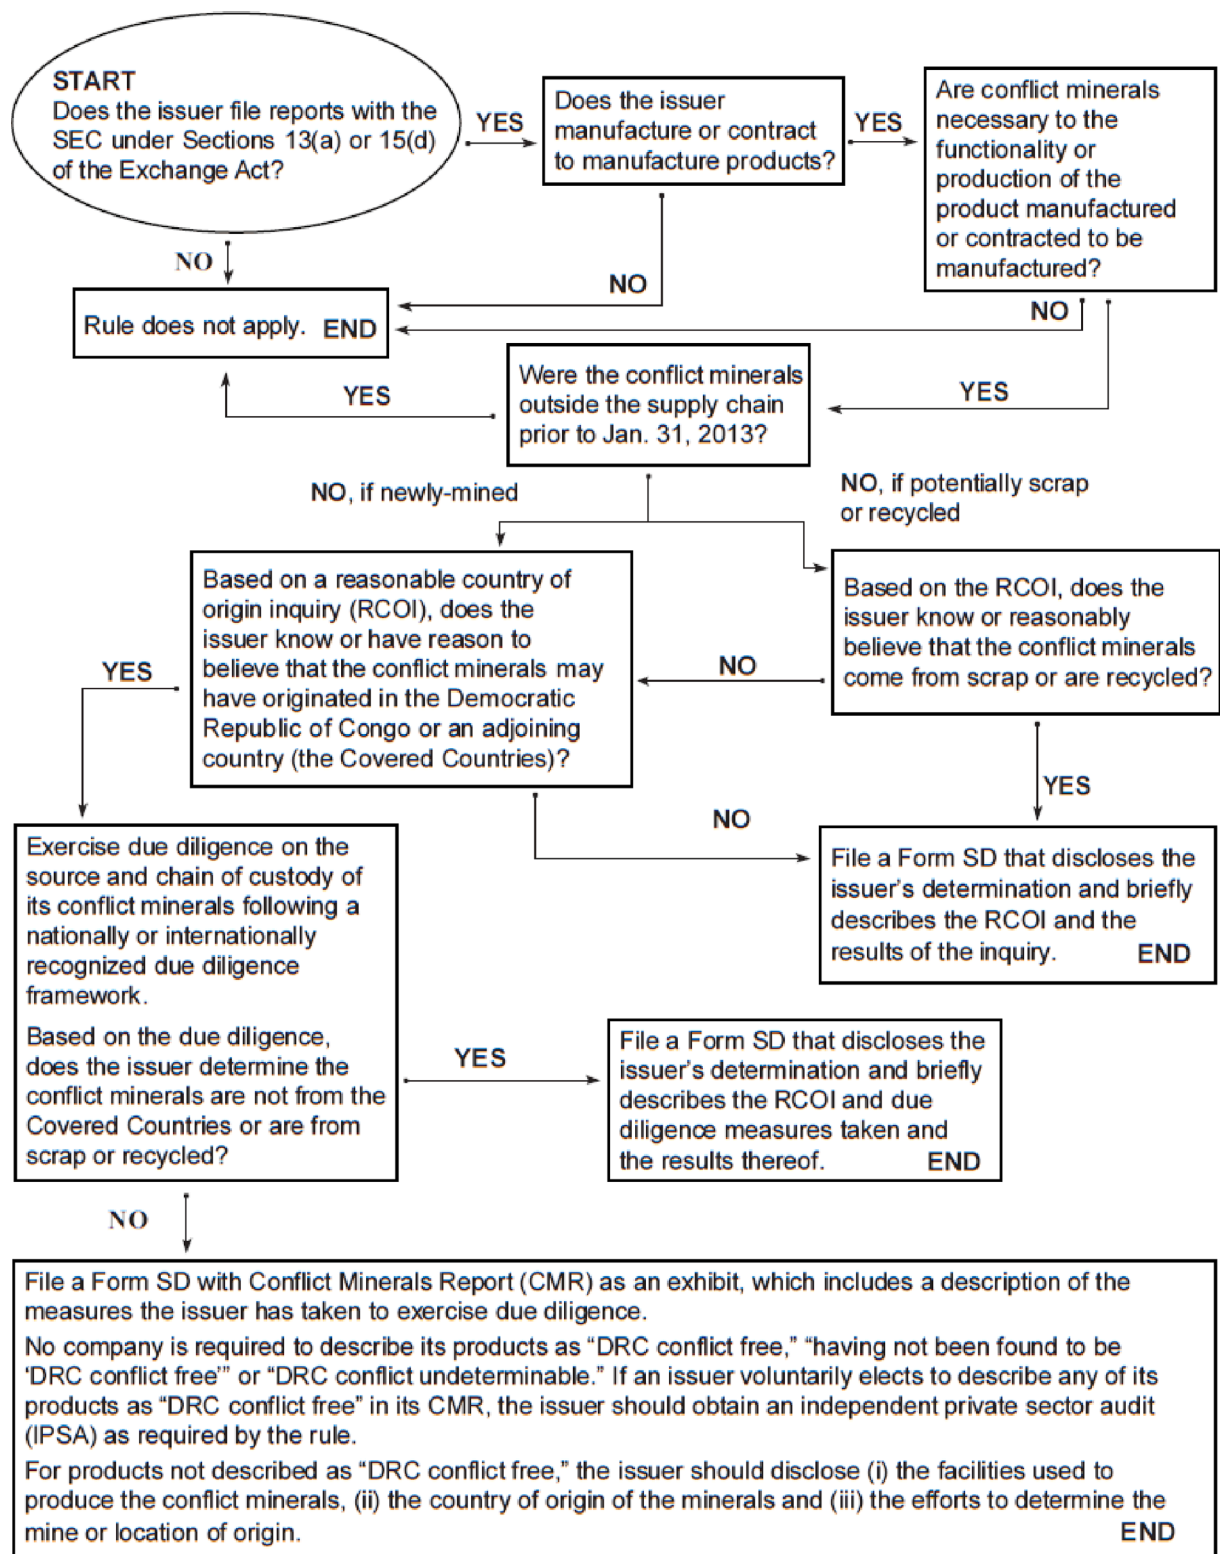 START
Does the issuer file reports with the
SEC under Sections 13(a) or 15(d)
of the Exchange Act?
YES
Does the issuer
manufacture or contract
to manufacture products?
YES
Are conflict minerals
necessary to the
functionality or
production of the
product manufactured
or contracted to be
manufactured?
NO
NO
NO
Rule does not apply. END
YES
Were the conflict minerals
outside the supply chain
prior to Jan. 31, 2013?
YES
NO, if newly-mined
NO, if potentially scrap
or recycled
Based on a reasonable country of
origin inquiry (RCOI), does the
issuer know or have reason to
believe that the conflict minerals may
have originated in the Democratic
Republic of Congo or an adjoining
country (the Covered Countries)?
Based on the RCOI, does the
issuer know or reasonably
believe that the conflict minerals
come from scrap or are recycled?
YES
NO
YES
NO
Exercise due diligence on the
source and chain of custody of
its conflict minerals following a
nationally or internationally
recognized due diligence
framework.
Based on the due diligence,
does the issuer determine the
conflict minerals are not from the
Covered Countries or are from
scrap or recycled?
File a Form SD that discloses the
issuer's determination and briefly
describes the RCOI and the
results of the inquiry. END
YES
File a Form SD that discloses the
issuer's determination and briefly
describes the RCOI and due
diligence measures taken and
the results thereof. END
NO
File a Form SD with Conflict Minerals Report (CMR) as an exhibit, which includes a description of the
measures the issuer has taken to exercise due diligence.
No company is required to describe its products as “DRC conflict free,” “having not been found to be
‘DRC conflict free’” or “DRC conflict undeterminable.” If an issuer voluntarily elects to describe any of its
products as “DRC conflict free” in its CMR, the issuer should obtain an independent private sector audit
(IPSA) as required by the rule.
For products not described as “DRC conflict free,” the issuer should disclose (i) the facilities used to
produce the conflict minerals, (ii) the country of origin of the minerals and (iii) the efforts to determine the
mine or location of origin. END